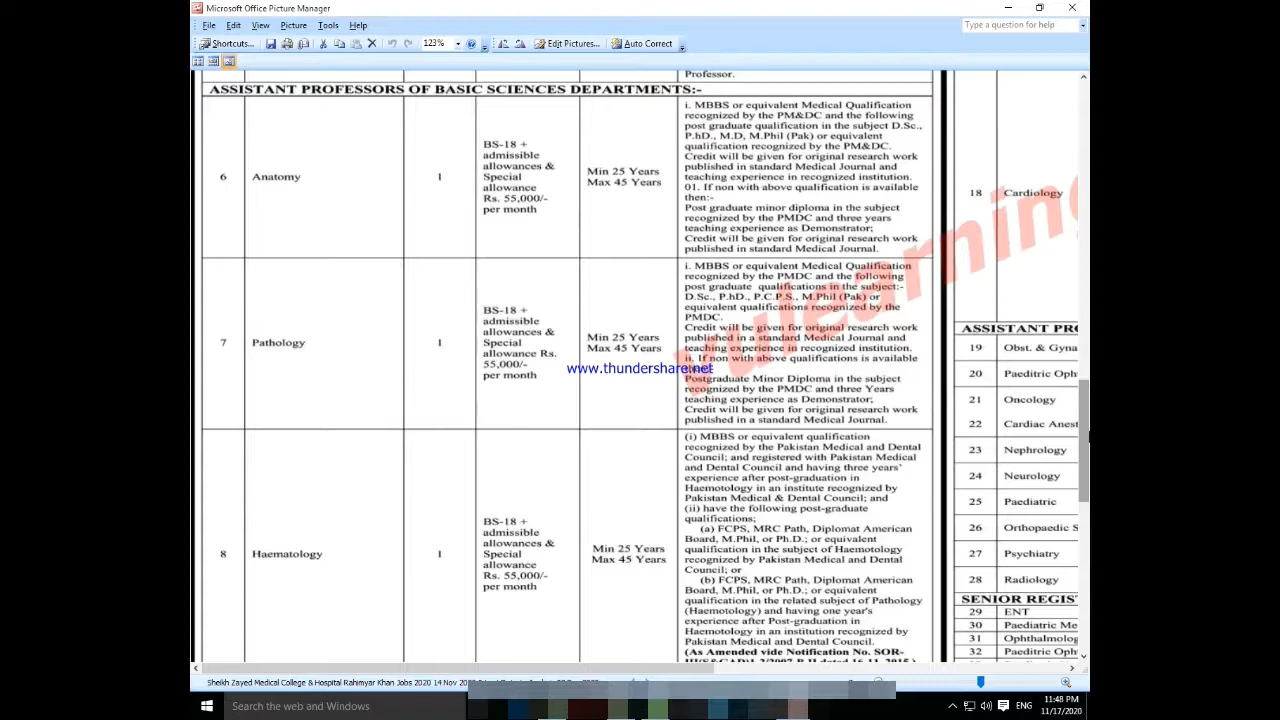 Microsoft Office Picture Manager
File Edit View Picture Tools Help
Type a question for help
Shortcuts...
123%
Edit Pictures...
Auto Correct
Professor.
ASSISTANT PROFESSORS OF BASIC SCIENCES DEPARTMENTS:-
6
Anatomy
1
BS-18 +
admissible
allowances &
Special
allowance
Rs. 55,000/-
per month
Min 25 Years
Max 45 Years
i. MBBS or equivalent Medical Qualification
recognized by the PM&DC and the following
post graduate qualification in the subject D.Sc.,
P.hD., M.D, M.Phil (Pak) or equivalent
qualification recognized by the PM&DC.
Credit will be given for original research work
published in standard Medical Journal and
teaching experience in recognized institution.
01. If non with above qualification is available
then:-
Post graduate minor diploma in the subject
recognized by the PMDC and three years
teaching experience as Demonstrator;
Credit will be given for original research work
published in standard Medical Journal.
7
Pathology
1
BS-18 +
admissible
allowances &
Special
allowance Rs.
55,000/-
per month
Min 25 Years
Max 45 Years
i. MBBS or equivalent Medical Qualification
recognized by the PMDC and the following
post graduate qualifications in the subject:-
D.Sc., P.hD., P.C.P.S., M.Phil (Pak) or
equivalent qualifications recognized by the
PMDC.
Credit will be given for original research work
published in a standard Medical Journal and
teaching experience in recognized institution.
ii. If non with above qualifications is available
www.thundershare.net
Postgraduate Minor Diploma in the subject
recognized by the PMDC and three Years
teaching experience as Demonstrator;
Credit will be given for original research work
published in a standard Medical Journal.
8
Haematology
1
BS-18 +
admissible
allowances &
Special
allowance
Rs. 55,000/-
per month
Min 25 Years
Max 45 Years
(i) MBBS or equivalent qualification
recognized by the Pakistan Medical and Dental
Council; and registered with Pakistan Medical
and Dental Council and having three years'
experience after post-graduation in
Haemotology in an institute recognized by
Pakistan Medical & Dental Council; and
(ii) have the following post-graduate
qualifications;
(a) FCPS, MRC Path, Diplomat American
Board, M.Phil, or Ph.D.; or equivalent
qualification in the subject of Haemotology
recognized by Pakistan Medical and Dental
Council; or
(b) FCPS, MRC Path, Diplomat American
Board, M.Phil, or Ph.D.; or equivalent
qualification in the related subject of Pathology
(Haemotology) and having one year's
experience after Post-graduation in
Haemotology in an institution recognized by
Pakistan Medical and Dental Council.
(As Amended vide Notification No. SOR-
vulearning
18 Cardiology
ASSISTANT PRO
19 Obst. & Gyna
20 Paeditric Oph
21 Oncology
22 Cardiac Anest
23 Nephrology
24 Neurology
25 Paediatric
26 Orthopaedic S
27 Psychiatry
28 Radiology
SENIOR REGIST
29 ENT
30 Paediatric Me
31 Ophthalmolog
32 Paeditric Oph
Sheikh Zayed Medical College & Hospital Rahimyar Khan Jobs 2020 14 Nov
Search the web and Windows
ENG
11:48 PM
11/17/2020